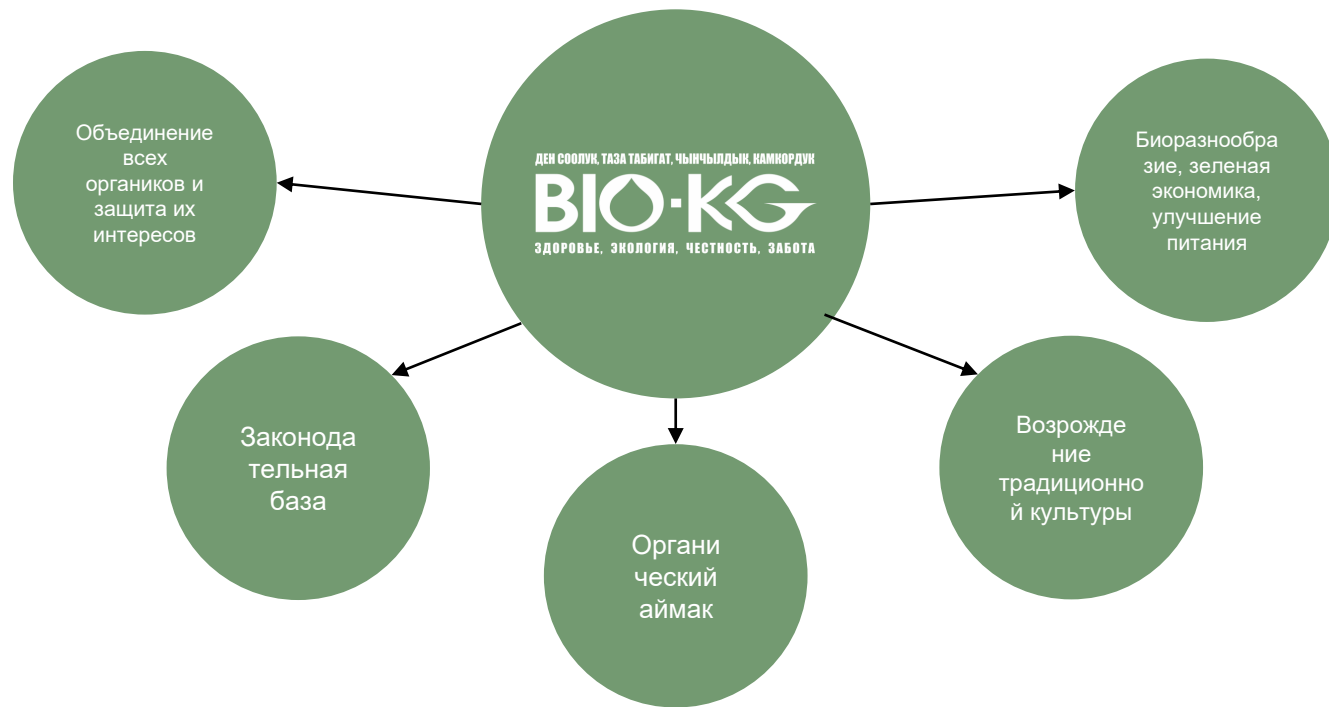 ДЕН СООЛУК, ТАЗА ТАБИГАТ, ЧЫНЧЫЛДЫК, КАМКОРДУК
BIO-KG
ЗДОРОВЬЕ, ЭКОЛОГИЯ, ЧЕСТНОСТЬ, ЗАБОТА
Объединение
всех
органиков и
защита их
интересов
Биоразнообра
зие, зеленая
экономика,
улучшение
питания
Законода
тельная
база
Органи
ческий
аймак
Возрожде
ние
традиционно
й культуры